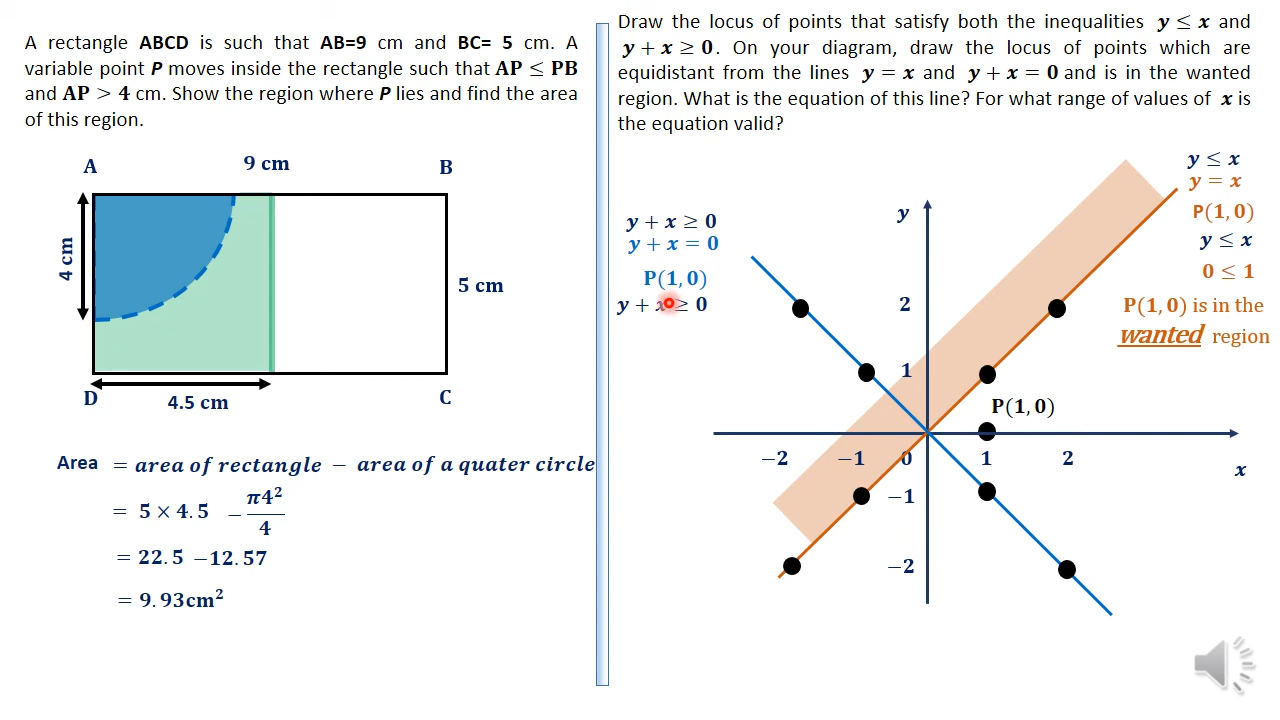 A rectangle ABCD is such that AB=9 cm and BC= 5 cm. A
variable point P moves inside the rectangle such that AP ≤ PB
and AP > 4 cm. Show the region where P lies and find the area
of this region.
A
9 cm
B
4 cm
5 cm
D
4.5 cm
C
Area = area of rectangle − area of a quater circle
= 5 × 4.5 − π4²/4
= 22.5 −12.57
= 9.93cm²
Draw the locus of points that satisfy both the inequalities y ≤ x and
y + x ≥ 0. On your diagram, draw the locus of points which are
equidistant from the lines y = x and y + x = 0 and is in the wanted
region. What is the equation of this line? For what range of values of x is
the equation valid?
y + x ≥ 0
y + x = 0
P(1, 0)
y + x ≥ 0
y ≤ x
y = x
P(1, 0)
y ≤ x
0 ≤ 1
P(1, 0) is in the
wanted region
y
2
1
P(1, 0)
−2
−1
0
1
2
x
−1
−2